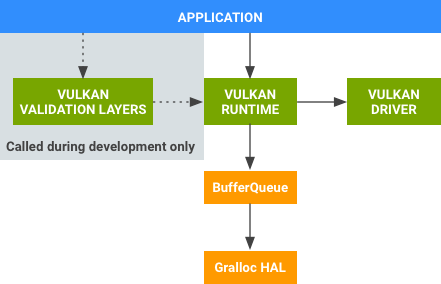 APPLICATION
VULKAN
VALIDATION LAYERS
VULKAN
RUNTIME
VULKAN
DRIVER
Called during development only
BufferQueue
Gralloc HAL